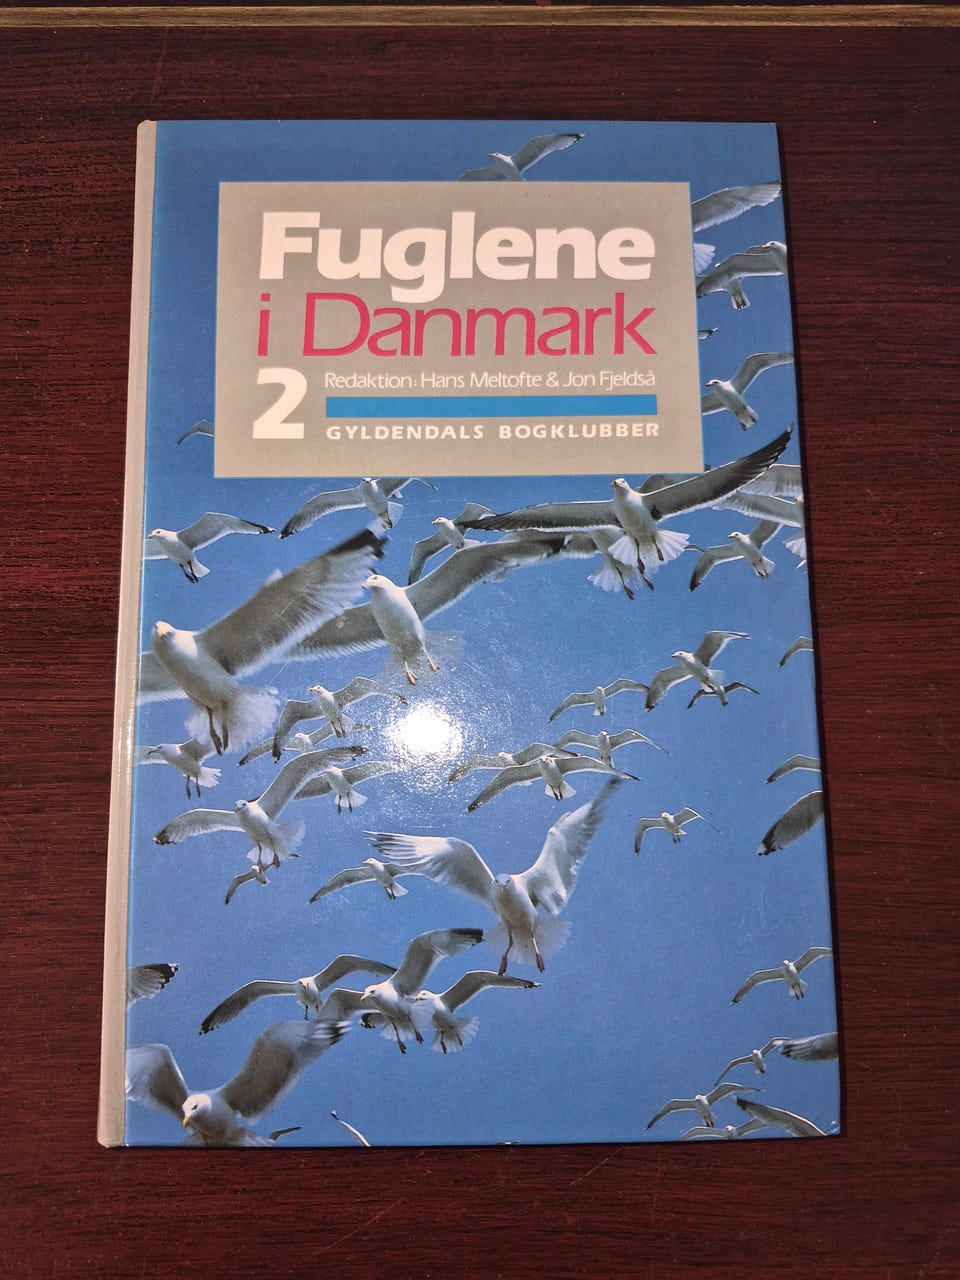 Fuglene
i Danmark
2 Redaktion: Hans Meltofte & Jon Fjeldså
GYLDENDALS BOGKLUBBER